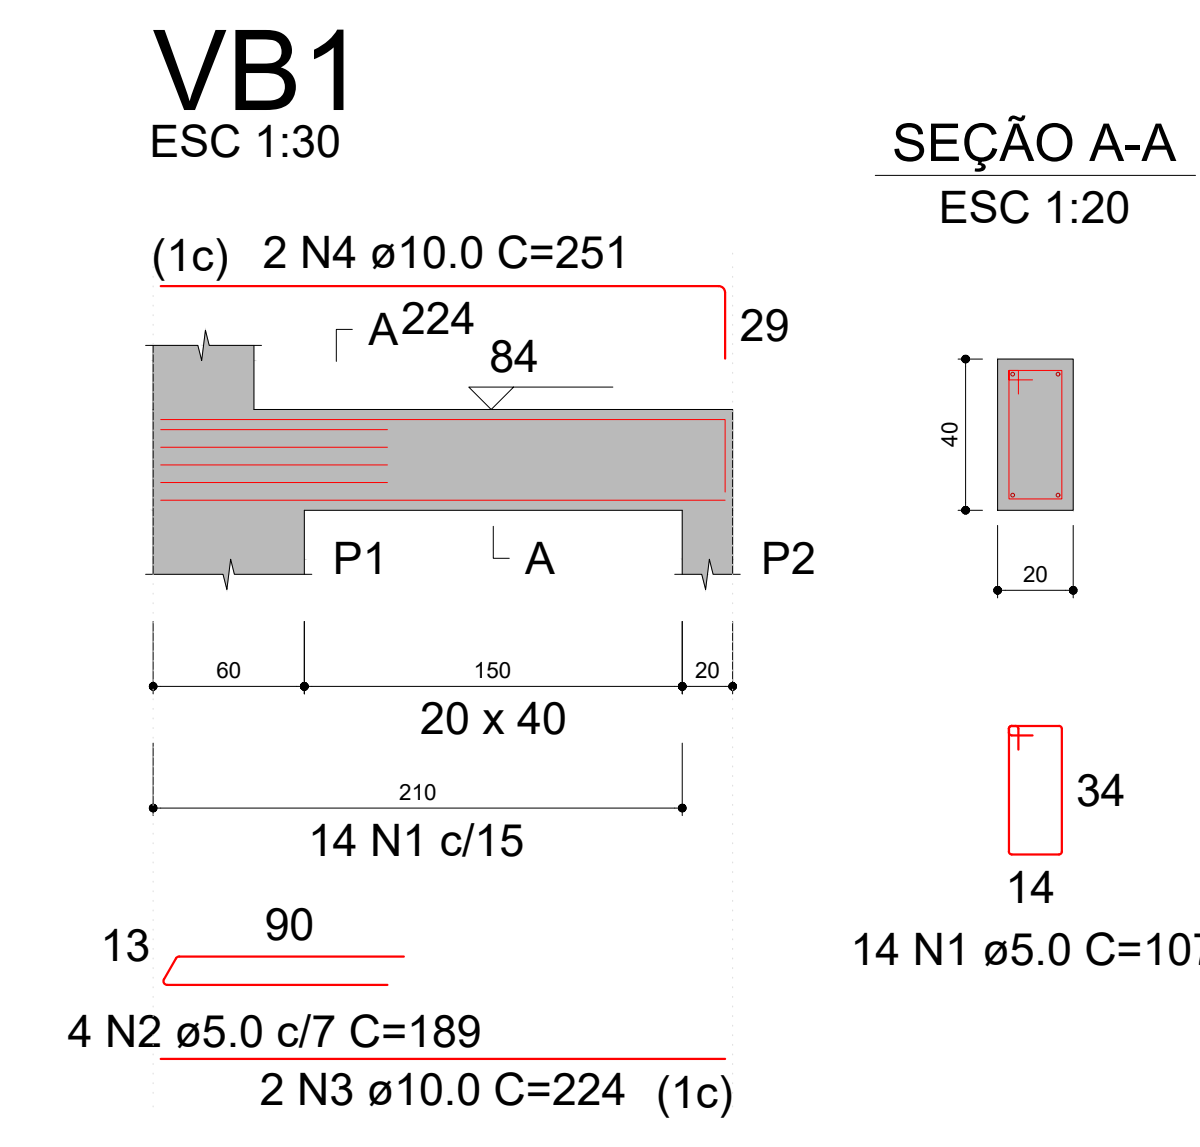 VB1
ESC 1:30
SEÇÃO A-A
ESC 1:20
(1c) 2 N4 ø10.0 C=251
A 224
29
84
40
P1
A
P2
20
60
150
20
20 x 40
210
14 N1 c/15
34
14
14 N1 ø5.0 C=107
13
90
4 N2 ø5.0 c/7 C=189
2 N3 ø10.0 C=224 (1c)